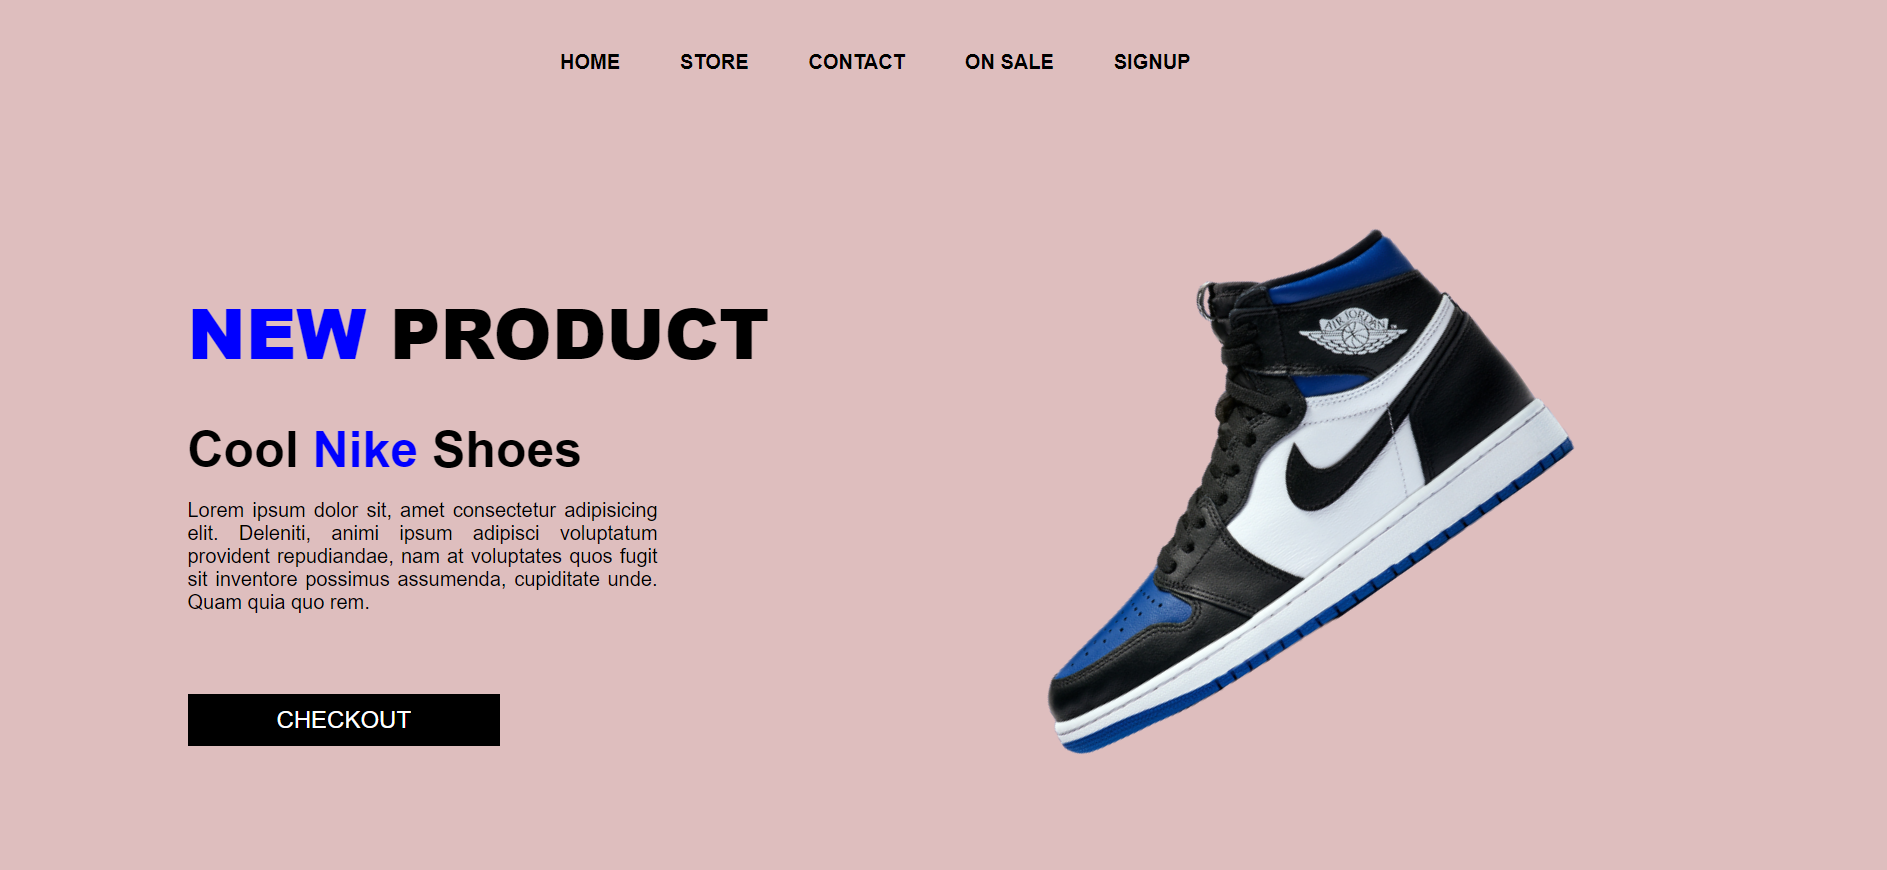 HOME STORE CONTACT ON SALE SIGNUP
NEW PRODUCT
Cool Nike Shoes
Lorem ipsum dolor sit, amet consectetur adipisicing
elit. Deleniti, animi ipsum adipisci voluptatum
provident repudiandae, nam at voluptates quos fugit
sit inventore possimus assumenda, cupiditate unde.
Quam quia quo rem.
CHECKOUT
AIR JORDAN